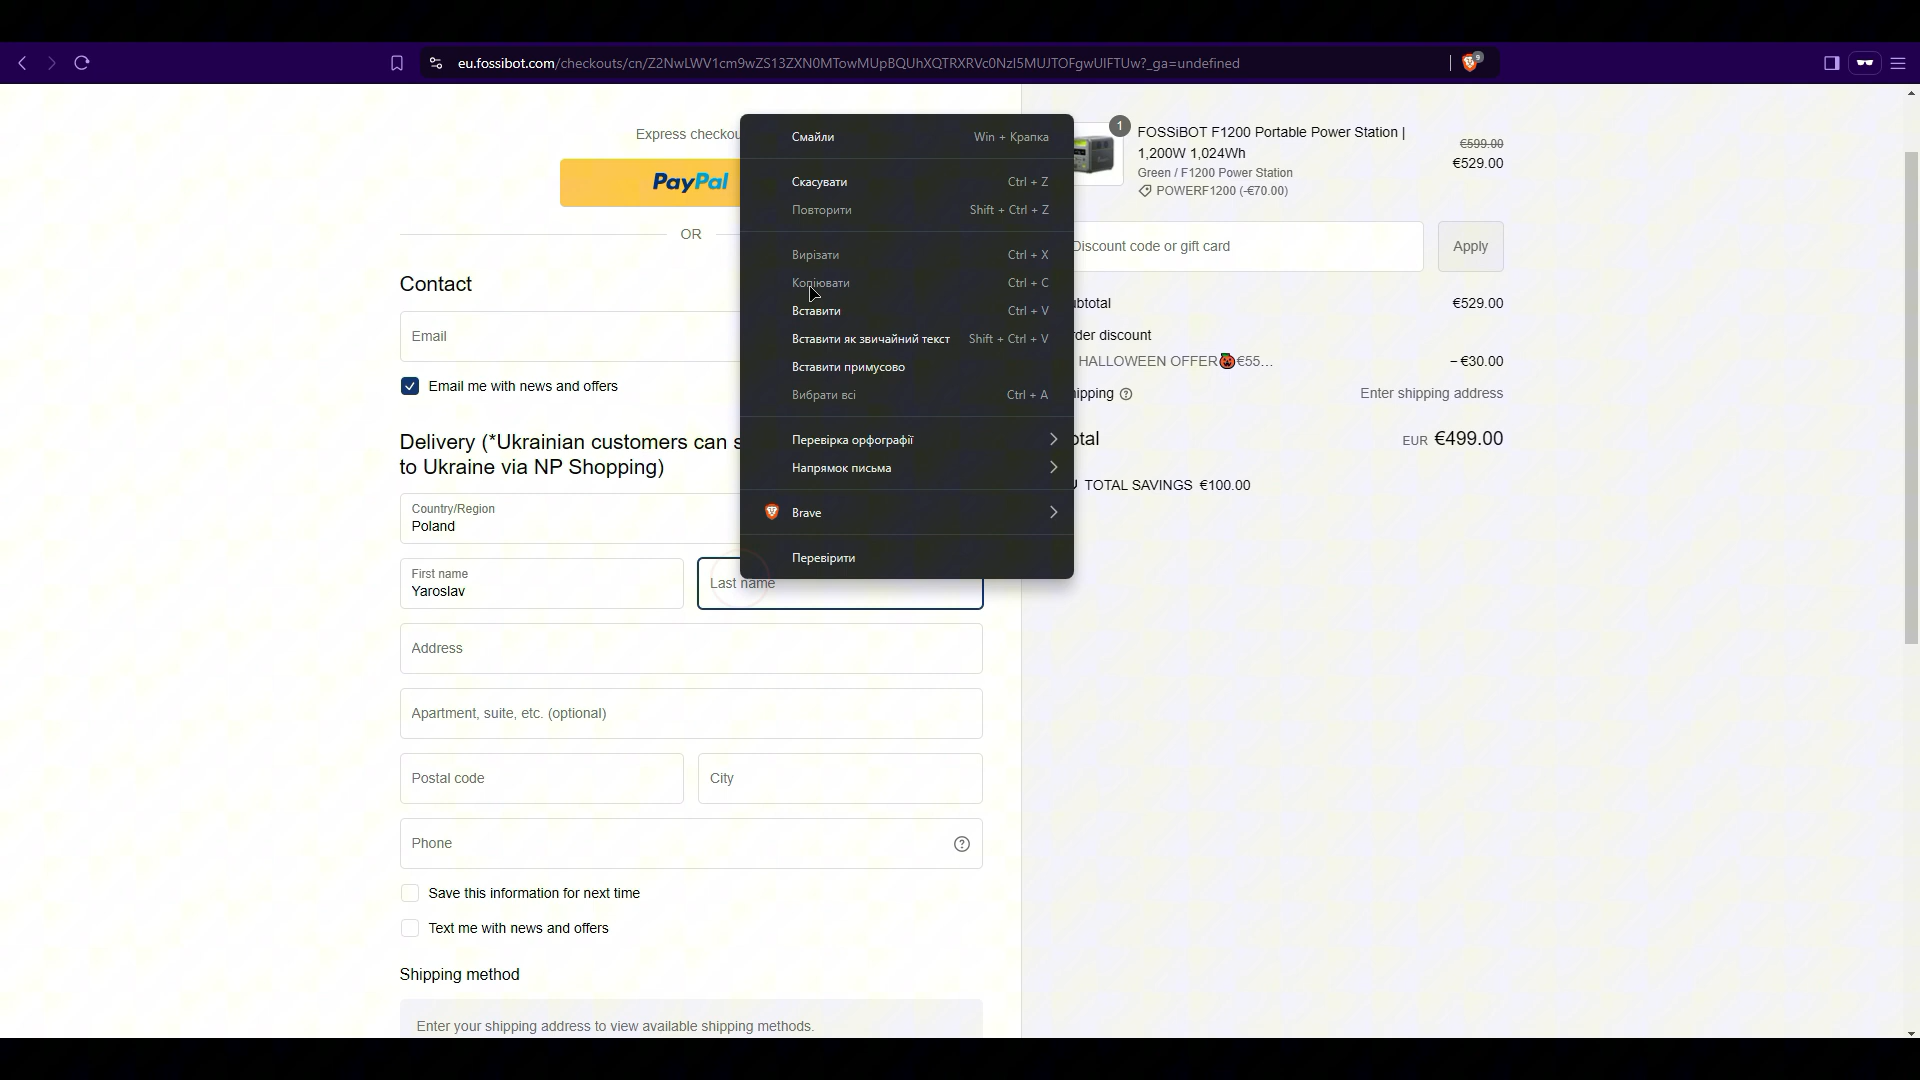 eu.fossibot.com/checkouts/cn/Z2NwLWV1cm9wZS13ZXN0MTowMUpBQUhXQTRXRVc0NzI5MUJTOFgwUlFTUw?_ga=undefined
9
Express checkou
PayPal
OR
Contact
Email
Email me with news and offers
Delivery (*Ukrainian customers can s
to Ukraine via NP Shopping)
Country/Region
Poland
First name
Yaroslav
Last name
Address
Apartment, suite, etc. (optional)
Postal code
City
Phone
Save this information for next time
Text me with news and offers
Shipping method
Enter your shipping address to view available shipping methods.
Смайли Win + Крапка
Скасувати Ctrl + Z
Повторити Shift + Ctrl + Z
Вирізати Ctrl + X
Копіювати Ctrl + C
Вставити Ctrl + V
Вставити як звичайний текст Shift + Ctrl + V
Вставити примусово
Вибрати всі Ctrl + A
Перевірка орфографії
Напрямок письма
Brave
Перевірити
1
FOSSiBOT F1200 Portable Power Station |
1,200W 1,024Wh
Green / F1200 Power Station
POWERF1200 (-€70.00)
€599.00
€529.00
Discount code or gift card
Apply
ubtotal €529.00
der discount
HALLOWEEN OFFER🎃€55... – €30.00
ipping Enter shipping address
otal EUR €499.00
TOTAL SAVINGS €100.00